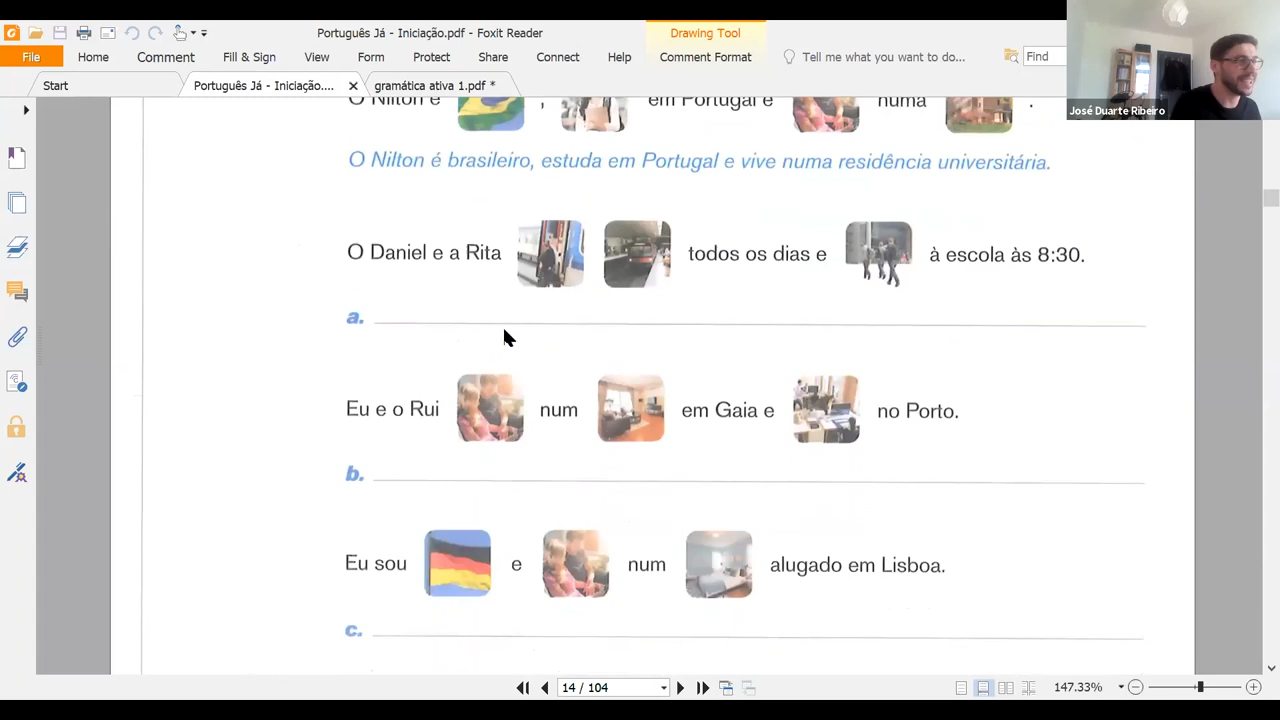 Português Já - Iniciação.pdf - Foxit Reader
Drawing Tool
File Home Comment Fill & Sign View Form Protect Share Connect Help Comment Format Tell me what you want to do... Find
Start Português Já - Iniciação.... gramática ativa 1.pdf *
José Duarte Ribeiro
O Nilton é , em Portugal e numa .
O Nilton é brasileiro, estuda em Portugal e vive numa residência universitária.
O Daniel e a Rita todos os dias e à escola às 8:30.
a.
Eu e o Rui num em Gaia e no Porto.
b.
Eu sou e num alugado em Lisboa.
c.
14 / 104 147.33%